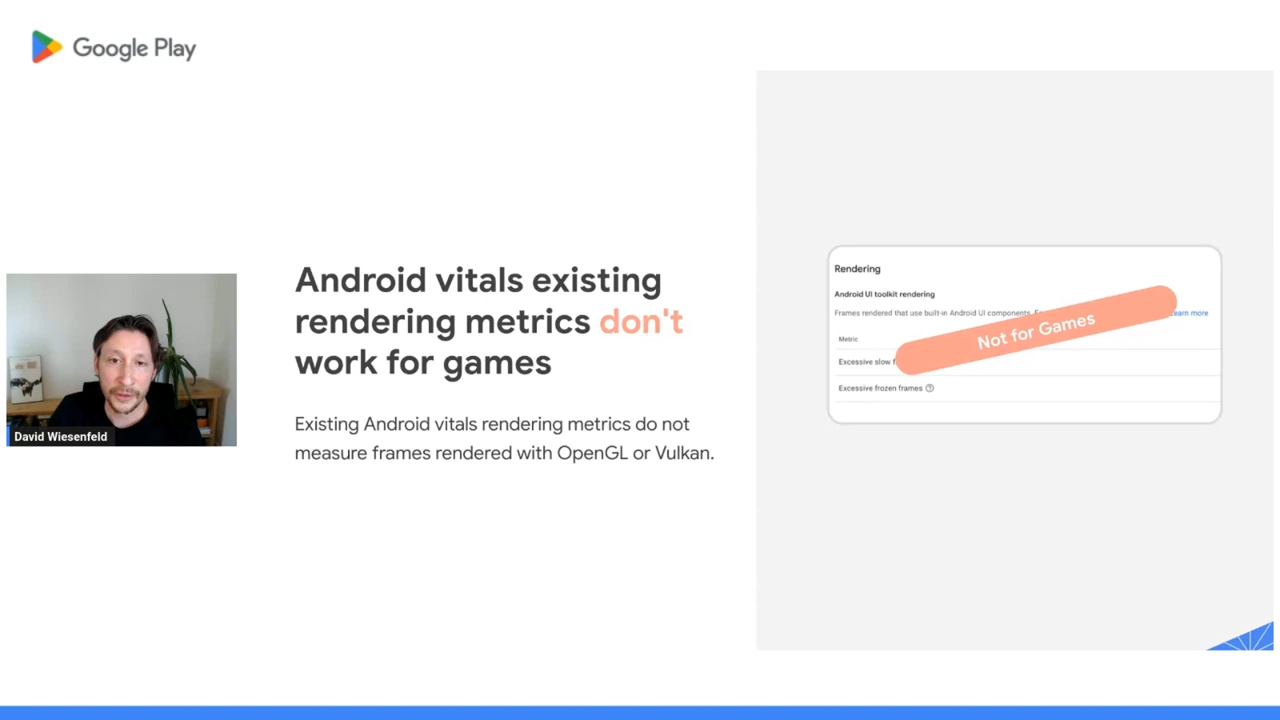 Google Play
Android vitals existing
rendering metrics don't
work for games
Existing Android vitals rendering metrics do not
measure frames rendered with OpenGL or Vulkan.
David Wiesenfeld
Rendering
Android UI toolkit rendering
Frames rendered that use built-in Android UI components. learn more
Not for Games
Metric
Excessive slow
Excessive frozen frames